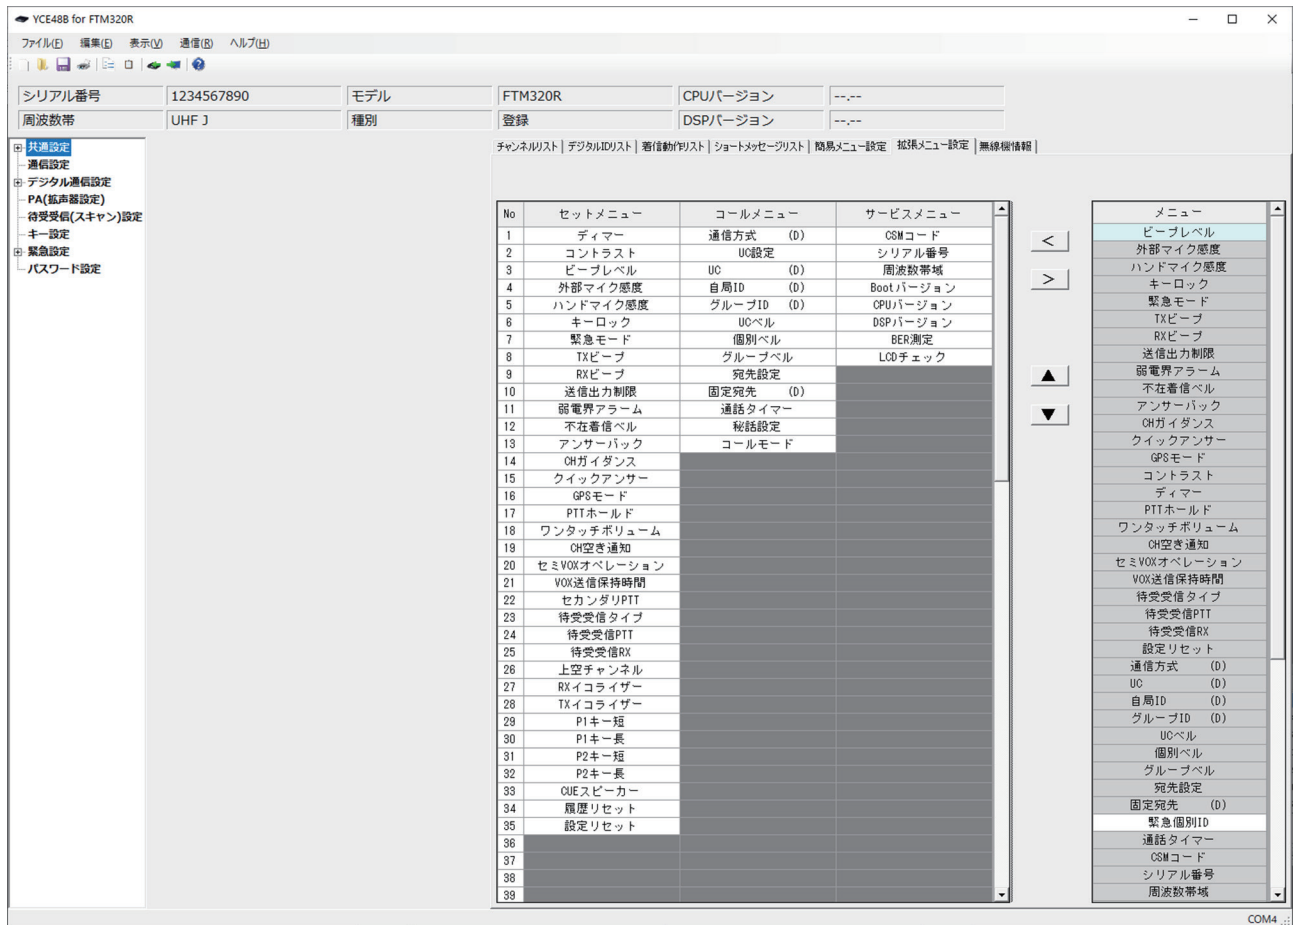 YCE48B for FTM320R
ファイル(F) 編集(E) 表示(V) 通信(R) ヘルプ(H)
シリアル番号 1234567890 モデル FTM320R CPUバージョン --.--
周波数帯 UHF J 種別 登録 DSPバージョン --.--
共通設定
通信設定
デジタル通信設定
PA(拡声器設定)
待受受信(スキャン)設定
キー設定
緊急設定
パスワード設定
チャンネルリスト デジタルIDリスト 着信動作リスト ショートメッセージリスト 簡易メニュー設定 拡張メニュー設定 無線機情報
No セットメニュー コールメニュー サービスメニュー
1 ディマー 通信方式 (D) CSMコード
2 コントラスト UC設定 シリアル番号
3 ビープレベル UC (D) 周波数帯域
4 外部マイク感度 自局ID (D) Bootバージョン
5 ハンドマイク感度 グループID (D) CPUバージョン
6 キーロック UCベル DSPバージョン
7 緊急モード 個別ベル BER測定
8 TXビープ グループベル LCDチェック
9 RXビープ 宛先設定
10 送信出力制限 固定宛先 (D)
11 弱電界アラーム 通話タイマー
12 不在着信ベル 秘話設定
13 アンサーバック コールモード
14 CHガイダンス
15 クイックアンサー
16 GPSモード
17 PTTホールド
18 ワンタッチボリューム
19 CH空き通知
20 セミVOXオペレーション
21 VOX送信保持時間
22 セカンダリPTT
23 待受受信タイプ
24 待受受信PTT
25 待受受信RX
26 上空チャンネル
27 RXイコライザー
28 TXイコライザー
29 P1キー短
30 P1キー長
31 P2キー短
32 P2キー長
33 CUEスピーカー
34 履歴リセット
35 設定リセット
36
37
38
39
<
>
▲
▼
メニュー
ビープレベル
外部マイク感度
ハンドマイク感度
キーロック
緊急モード
TXビープ
RXビープ
送信出力制限
弱電界アラーム
不在着信ベル
アンサーバック
CHガイダンス
クイックアンサー
GPSモード
コントラスト
ディマー
PTTホールド
ワンタッチボリューム
CH空き通知
セミVOXオペレーション
VOX送信保持時間
待受受信タイプ
待受受信PTT
待受受信RX
設定リセット
通信方式 (D)
UC (D)
自局ID (D)
グループID (D)
UCベル
個別ベル
グループベル
宛先設定
固定宛先 (D)
緊急個別ID
通話タイマー
CSMコード
シリアル番号
周波数帯域
COM4